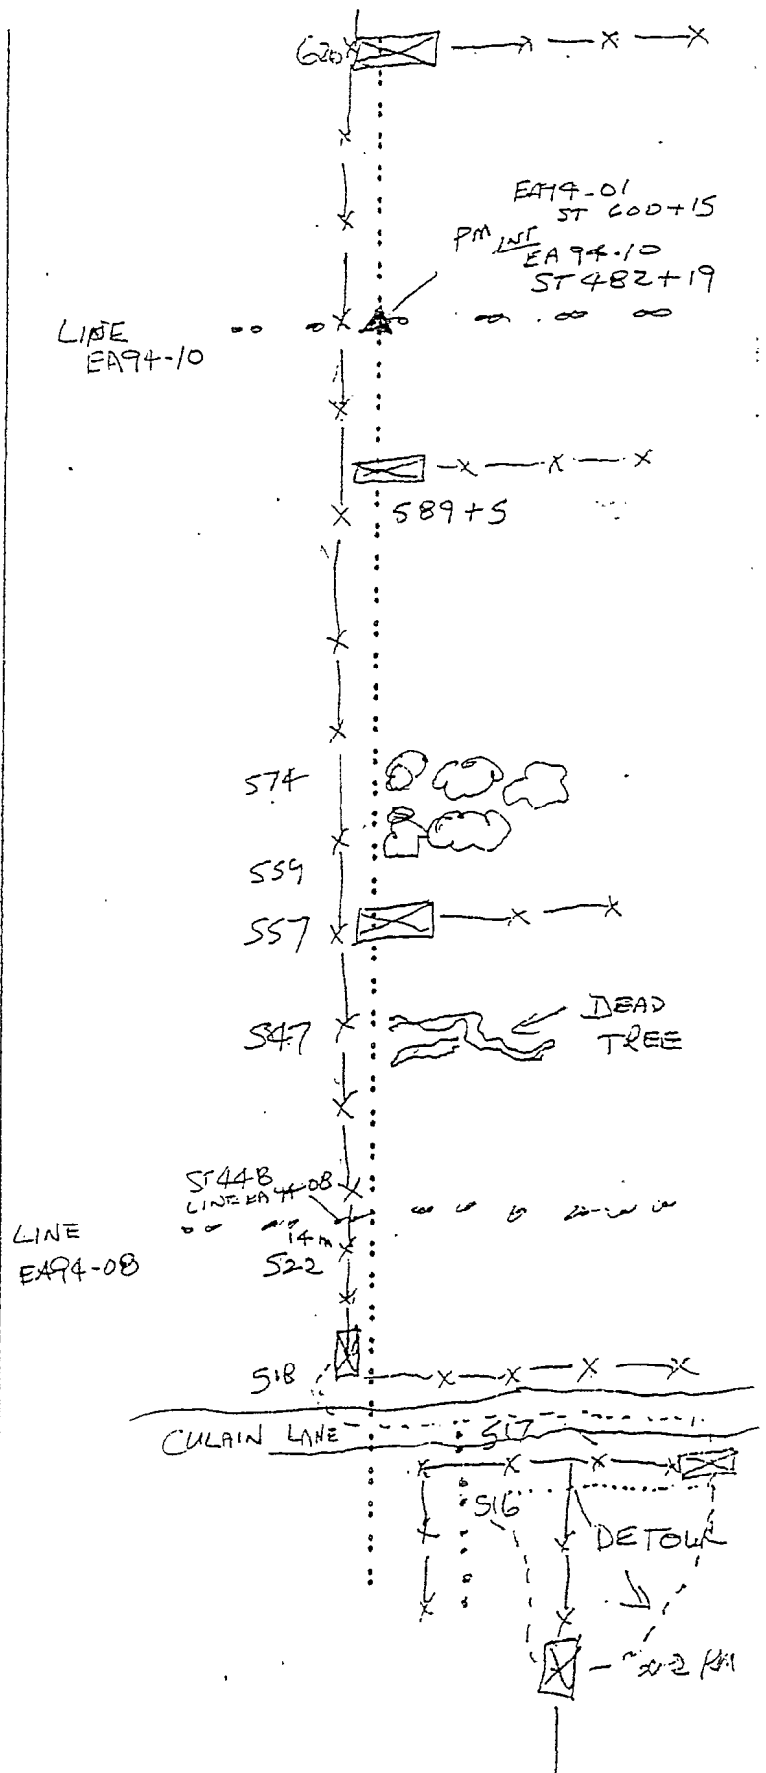 620
EA94-01
ST 600+15
PM INT
EA94-10
ST 482+19
LINE
EA94-10
589+5
574
559
557
547
DEAD
TREE
ST 448
LINE EA94-08
LINE
EA94-08
14m
522
518
CULAIN LANE
517
516
DETOUR
2 KM